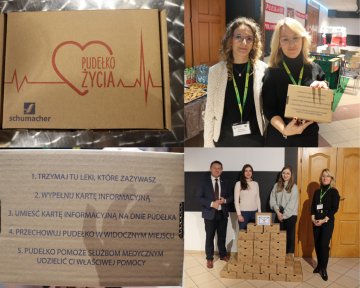 PUDEŁKO
ŻYCIA
schumacher
1. TRZYMAJ TU LEKI, KTÓRE ZAŻYWASZ
2. WYPEŁNIJ KARTĘ INFORMACYJNĄ
3. UMIEŚĆ KARTĘ INFORMACYJNĄ NA DNIE PUDEŁKA
4. PRZECHOWUJ PUDEŁKO W WIDOCZNYM MIEJSCU
5. PUDEŁKO POMOŻE SŁUŻBOM MEDYCZNYM
UDZIELIĆ CI WŁAŚCIWEJ POMOCY